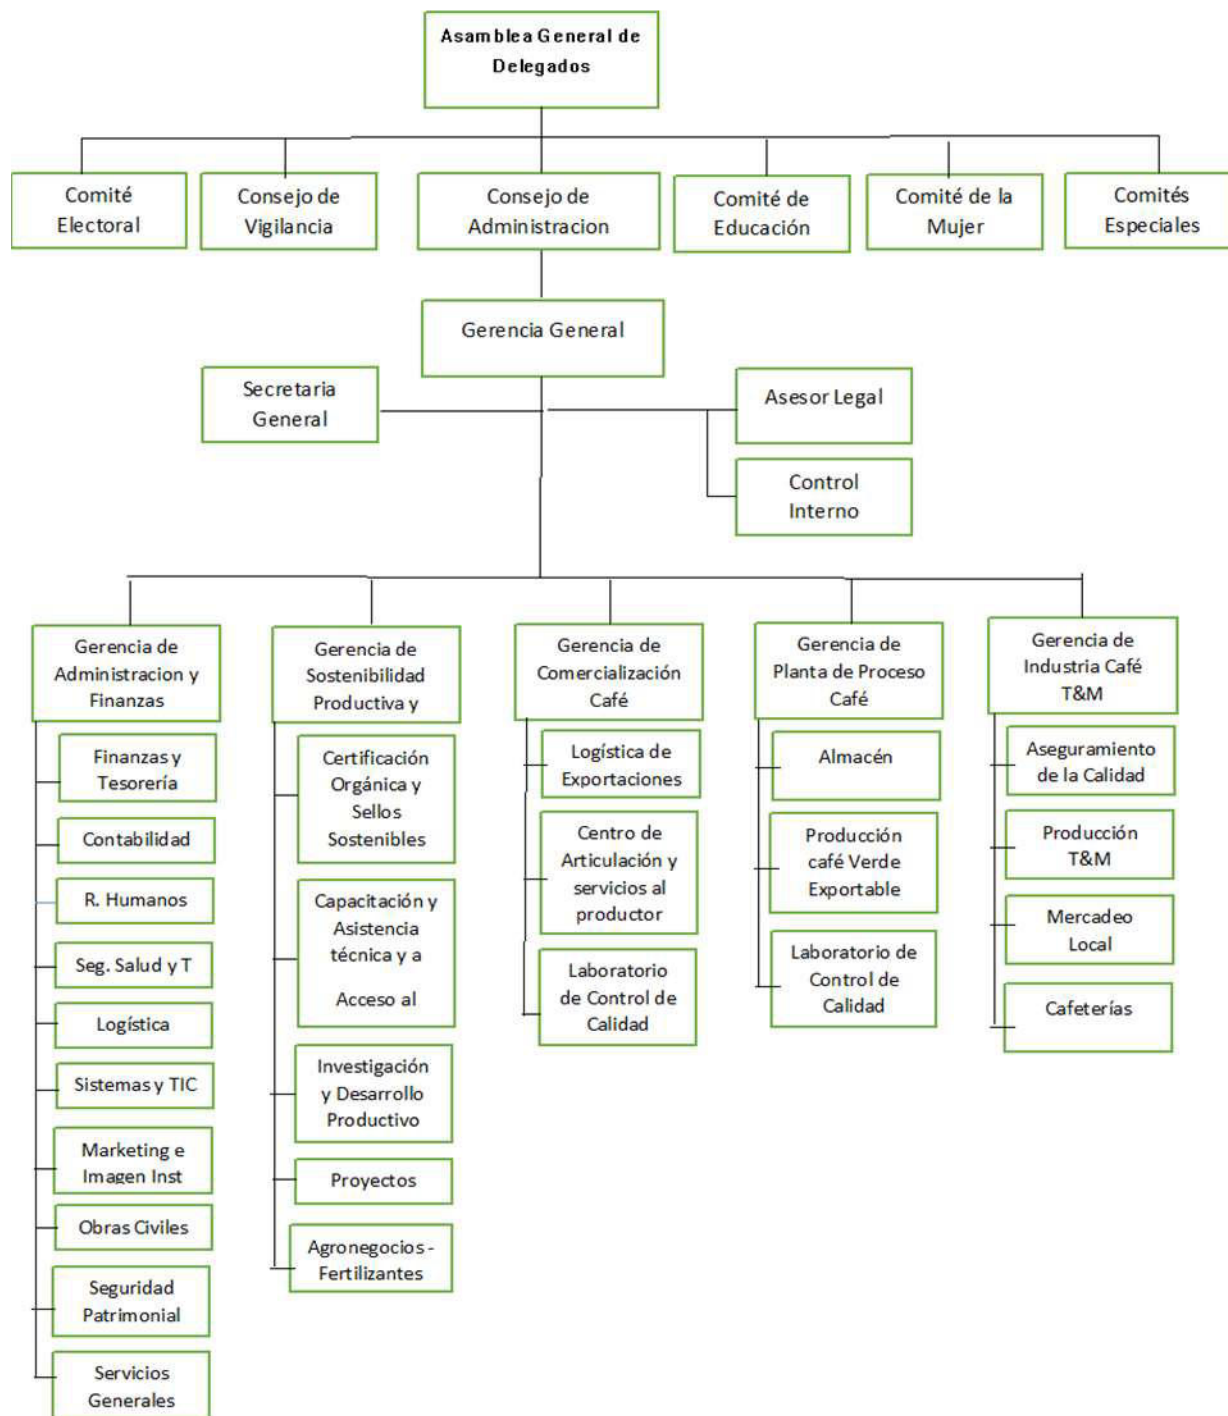 Asamblea General de
Delegados
Comité
Electoral
Consejo de
Vigilancia
Consejo de
Administracion
Comité de
Educación
Comité de la
Mujer
Comités
Especiales
Gerencia General
Secretaria
General
Asesor Legal
Control
Interno
Gerencia de
Administracion y
Finanzas
Finanzas y
Tesorería
Contabilidad
R. Humanos
Seg. Salud y T
Logística
Sistemas y TIC
Marketing e
Imagen Inst
Obras Civiles
Seguridad
Patrimonial
Servicios
Generales
Gerencia de
Sostenibilidad
Productiva y
Certificación
Orgánica y
Sellos
Sostenibles
Capacitación y
Asistencia
técnica y a
Acceso al
Investigación
y Desarrollo
Productivo
Proyectos
Agronegocios -
Fertilizantes
Gerencia de
Comercialización
Café
Logística de
Exportaciones
Centro de
Articulación y
servicios al
productor
Laboratorio
de Control de
Calidad
Gerencia de
Planta de Proceso
Café
Almacén
Producción
café Verde
Exportable
Laboratorio de
Control de
Calidad
Gerencia de
Industria Café
T&M
Aseguramiento
de la Calidad
Producción
T&M
Mercadeo
Local
Cafeterías